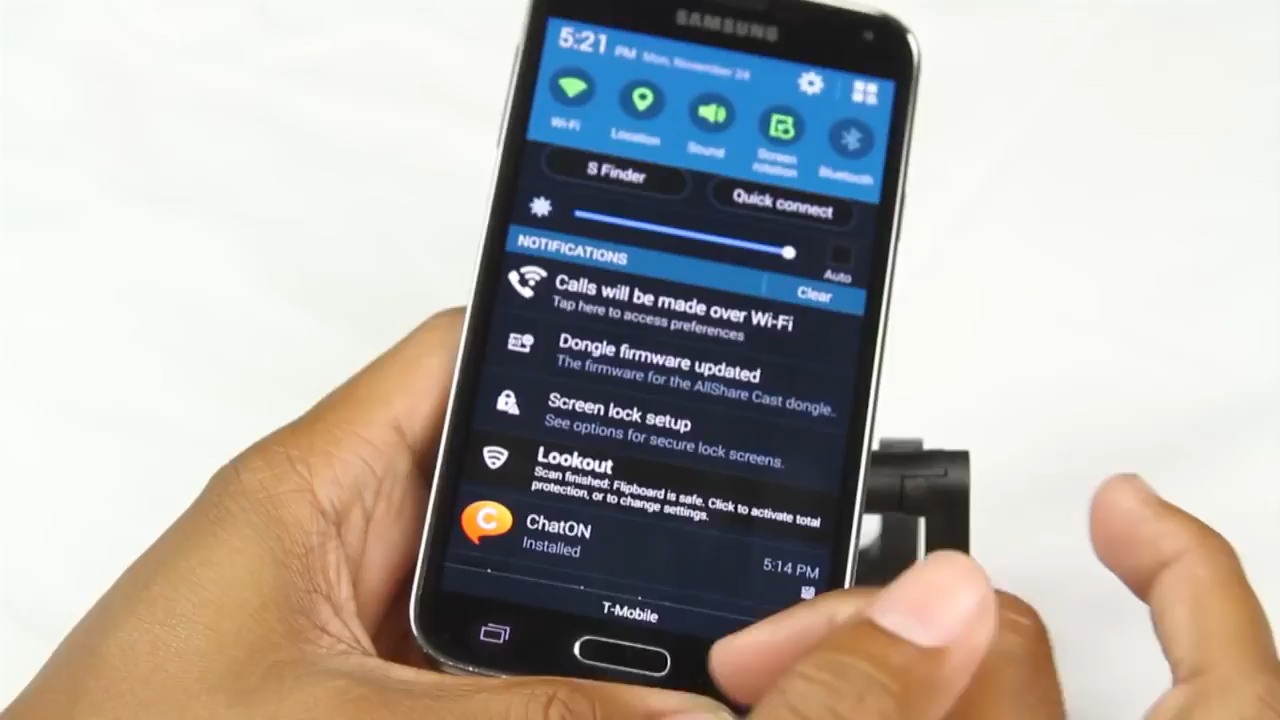 SAMSUNG
5:21 PM Mon, November 24
Wi-Fi
Location
Sound
Screen
rotation
Bluetooth
S Finder
Quick connect
Auto
NOTIFICATIONS
Clear
Calls will be made over Wi-Fi
Tap here to access preferences
Dongle firmware updated
The firmware for the AllShare Cast dongle..
Screen lock setup
See options for secure lock screens.
Lookout
Scan finished: Flipboard is safe. Click to activate total
protection, or to change settings.
C
ChatON
Installed
5:14 PM
T-Mobile